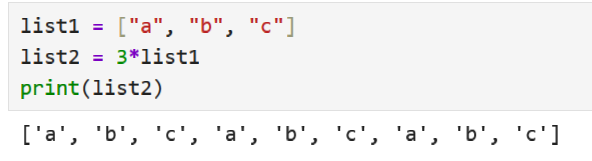 list1 = ["a", "b", "c"]
list2 = 3*list1
print(list2)
['a', 'b', 'c', 'a', 'b', 'c', 'a', 'b', 'c']